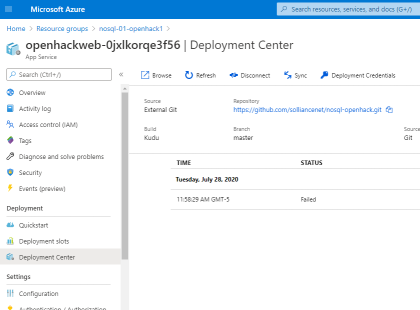 Microsoft Azure
Search resources, services, and docs (G+/)
Home > Resource groups > nosql-01-openhack1 >
openhackweb-0jxlkorqe3f56 | Deployment Center
App Service
Search (Ctrl+/)
Browse Refresh Disconnect Sync Deployment Credentials
Overview
Activity log
Access control (IAM)
Tags
Diagnose and solve problems
Security
Events (preview)
Deployment
Quickstart
Deployment slots
Deployment Center
Settings
Configuration
Authentication / Authorization
Source Repository
External Git https://github.com/solliancenet/nosql-openhack.git
Build Branch Source
Kudu master Git
TIME STATUS
Tuesday, July 28, 2020
11:58:29 AM GMT-5 Failed